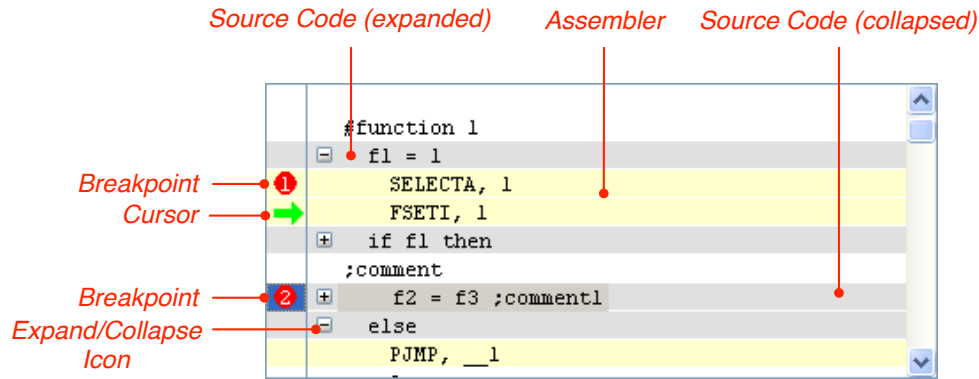 Source Code (expanded)
Assembler
Source Code (collapsed)
#function 1
f1 = 1
Breakpoint
1
SELECTA, 1
Cursor
FSETI, 1
if f1 then
;comment
Breakpoint
2
f2 = f3 ;comment1
Expand/Collapse
Icon
else
PJMP, __1